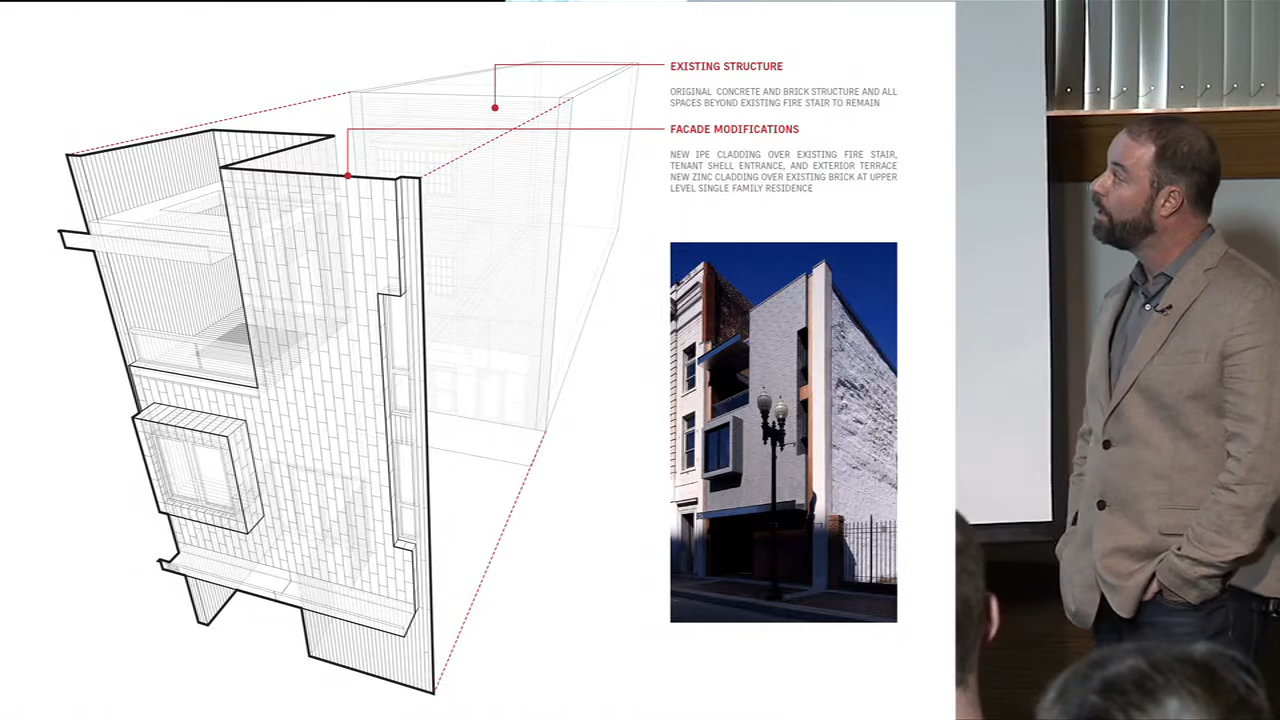 EXISTING STRUCTURE
ORIGINAL CONCRETE AND BRICK STRUCTURE AND ALL
SPACES BEYOND EXISTING FIRE STAIR TO REMAIN
FACADE MODIFICATIONS
NEW IPE CLADDING OVER EXISTING FIRE STAIR,
TENANT SHELL ENTRANCE, AND EXTERIOR TERRACE
NEW ZINC CLADDING OVER EXISTING BRICK AT UPPER
LEVEL SINGLE FAMILY RESIDENCE